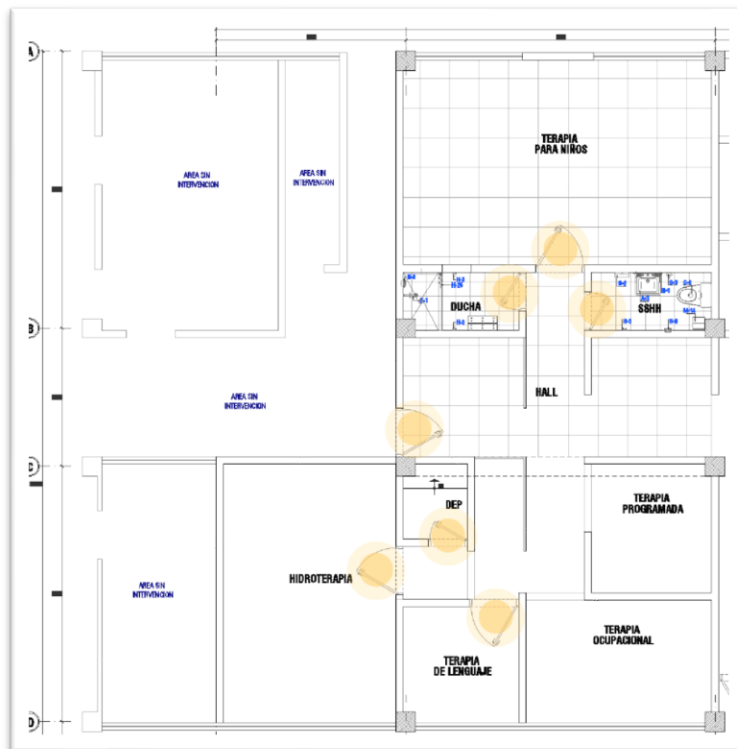 A
TERAPIA
PARA NIÑOS
AREA SIN
INTERVENCION
AREA SIN
INTERVENCION
DUCHA
SSHH
B
HALL
AREA SIN
INTERVENCION
C
TERAPIA
PROGRAMADA
DEP
HIDROTERAPIA
AREA SIN
INTERVENCION
TERAPIA
OCUPACIONAL
TERAPIA
DE LENGUAJE
D